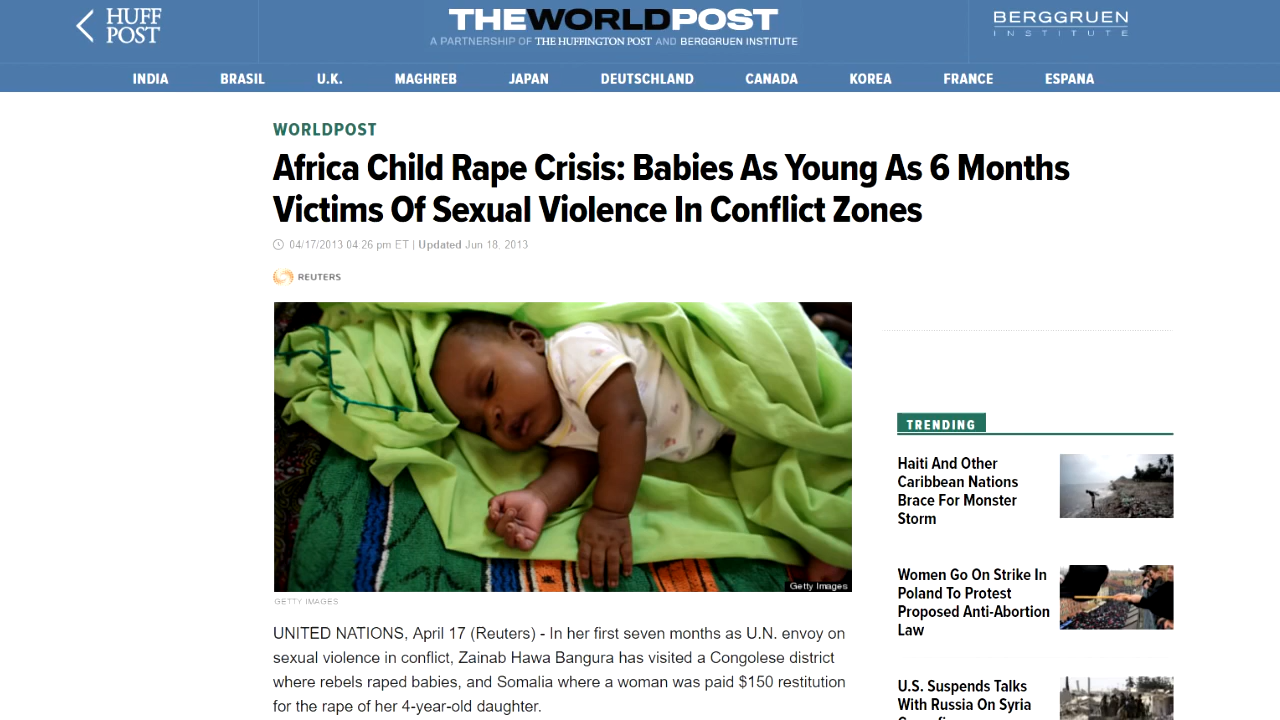 HUFF
POST
THEWORLDPOST
A PARTNERSHIP OF THE HUFFINGTON POST AND BERGGRUEN INSTITUTE
BERGGRUEN
INSTITUTE
INDIA BRASIL U.K. MAGHREB JAPAN DEUTSCHLAND CANADA KOREA FRANCE ESPANA
WORLDPOST
Africa Child Rape Crisis: Babies As Young As 6 Months
Victims Of Sexual Violence In Conflict Zones
04/17/2013 04:26 pm ET | Updated Jun 18, 2013
REUTERS
Getty Images
GETTY IMAGES
UNITED NATIONS, April 17 (Reuters) - In her first seven months as U.N. envoy on
sexual violence in conflict, Zainab Hawa Bangura has visited a Congolese district
where rebels raped babies, and Somalia where a woman was paid $150 restitution
for the rape of her 4-year-old daughter.
TRENDING
Haiti And Other
Caribbean Nations
Brace For Monster
Storm
Women Go On Strike In
Poland To Protest
Proposed Anti-Abortion
Law
U.S. Suspends Talks
With Russia On Syria